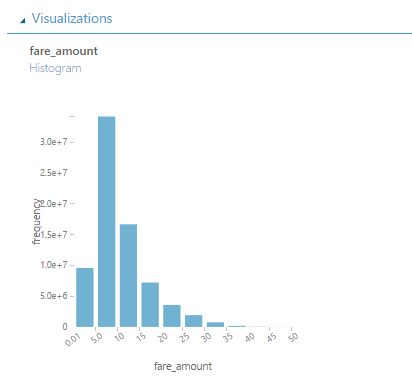 Visualizations
fare_amount
Histogram
frequency
3.0e+7
2.5e+7
2.0e+7
1.5e+7
1.0e+7
5.0e+6
0
0.01 5.0 10 15 20 25 30 35 40 45 50
fare_amount